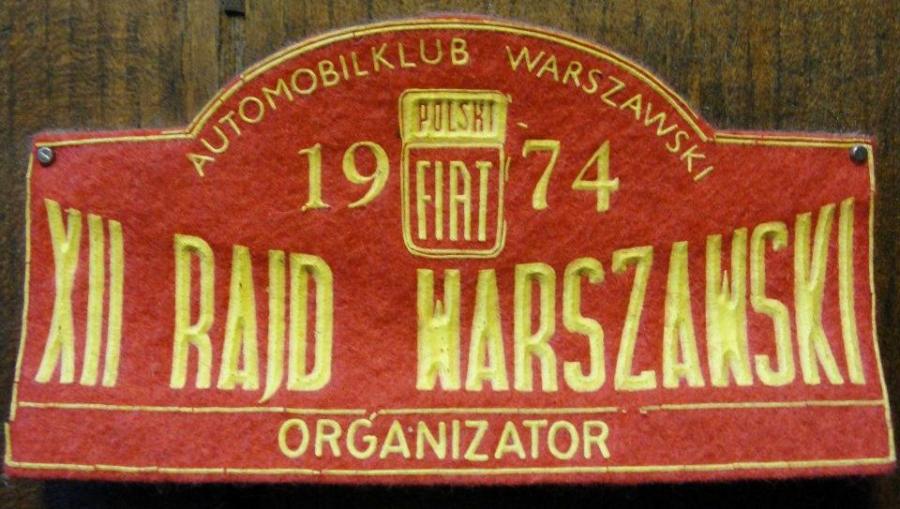 AUTOMOBILKLUB WARSZAWSKI
POLSKI
19 FIAT 74
XII RAJD WARSZAWSKI
ORGANIZATOR